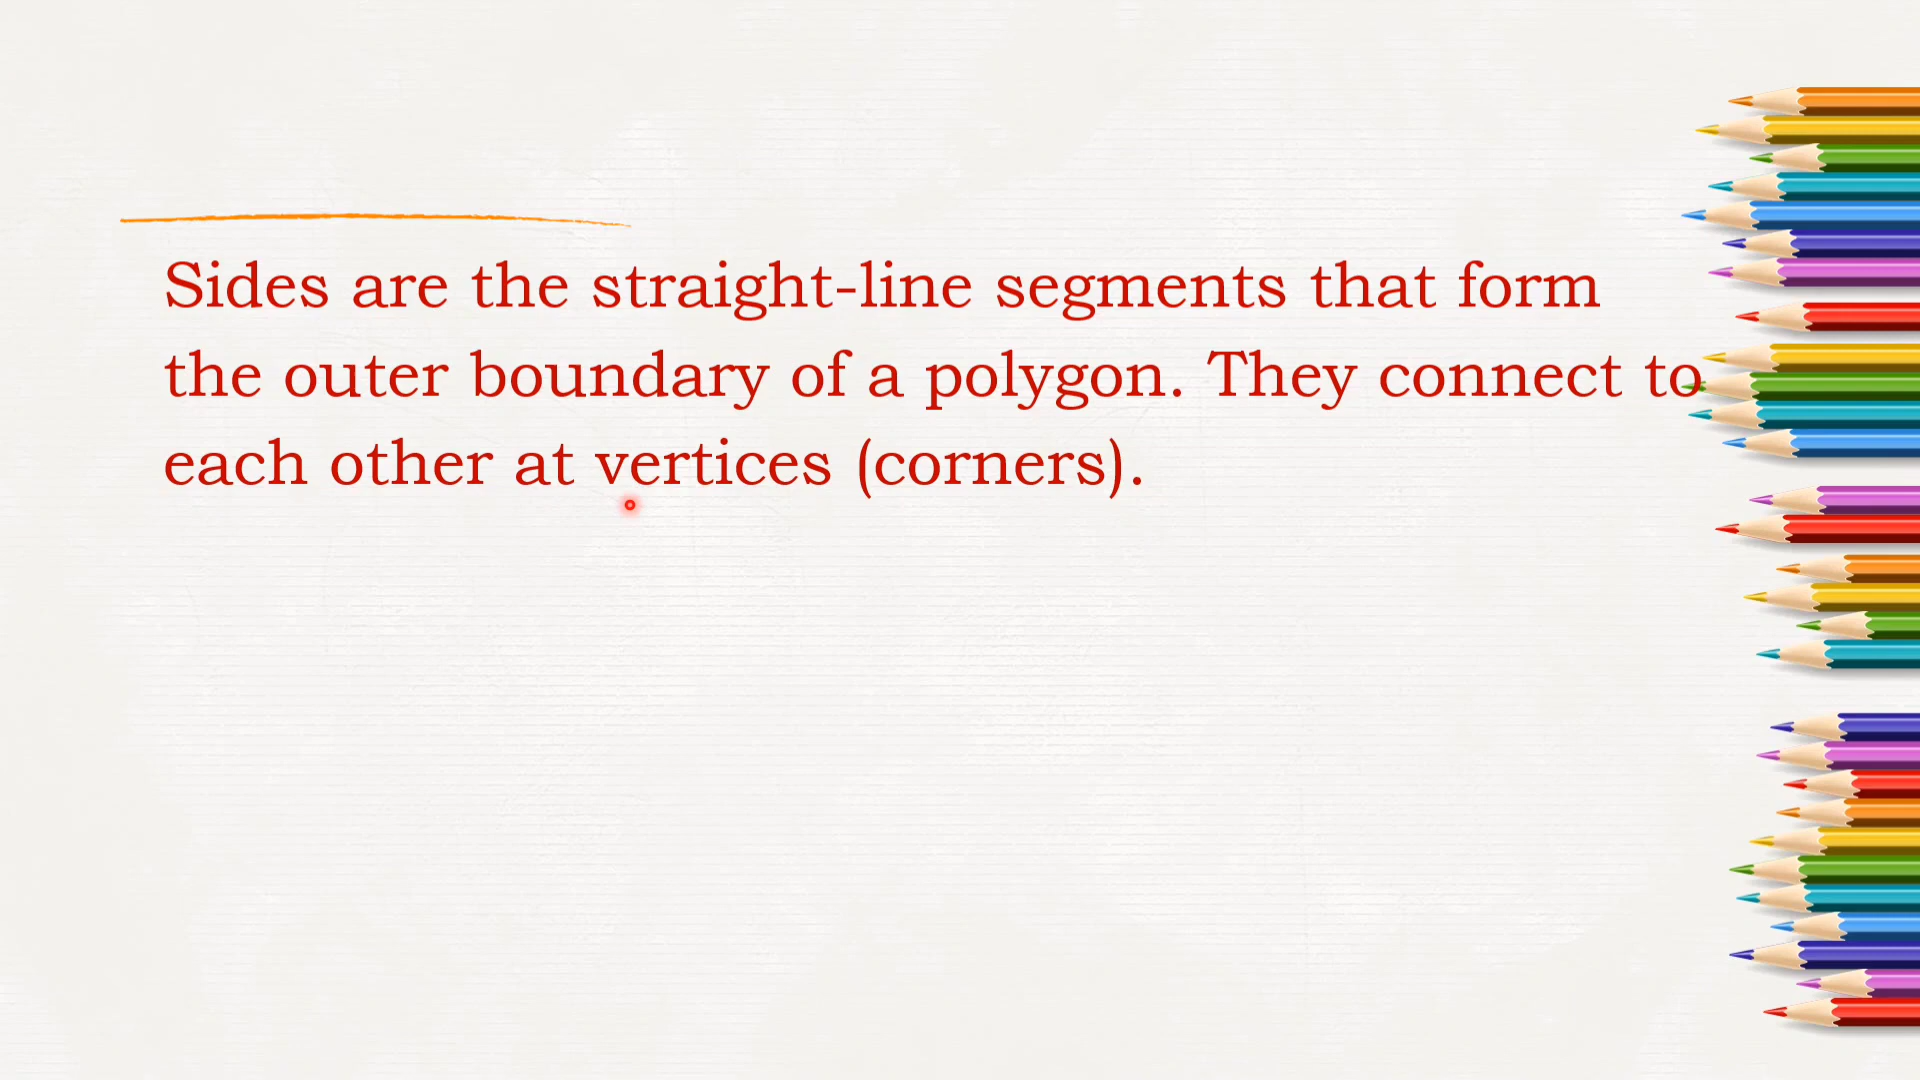 Sides are the straight-line segments that form
the outer boundary of a polygon. They connect to
each other at vertices (corners).